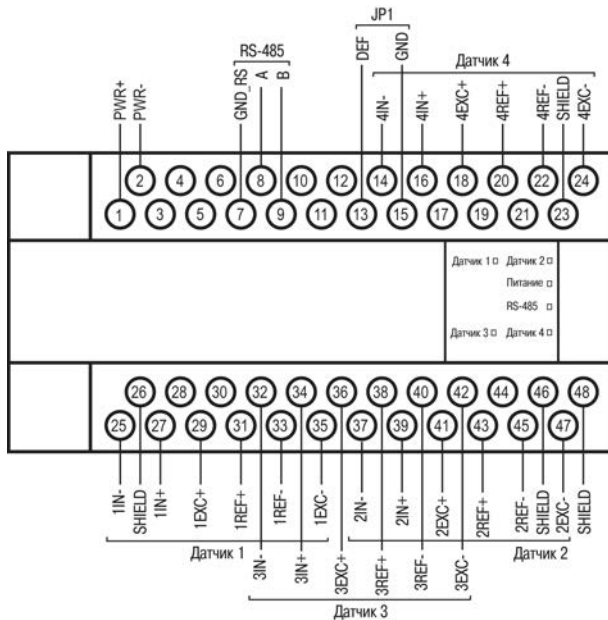 JP1
RS-485
Датчик 4
PWR+ PWR- GND_RS A B DEF GND 4IN- 4IN+ 4EXC+ 4REF+ 4REF- SHIELD 4EXC-
2 4 6 8 10 12 14 16 18 20 22 24
1 3 5 7 9 11 13 15 17 19 21 23
Датчик 1 Датчик 2
Питание
RS-485
Датчик 3 Датчик 4
26 28 30 32 34 36 38 40 42 44 46 48
25 27 29 31 33 35 37 39 41 43 45 47
1IN- SHIELD 1IN+ 1EXC+ 1REF+ 1REF- 1EXC- 2IN- 2IN+ 2EXC+ 2REF+ 2REF- SHIELD 2EXC- SHIELD
Датчик 1 Датчик 2
3IN- 3IN+ 3EXC+ 3REF+ 3REF- 3EXC-
Датчик 3